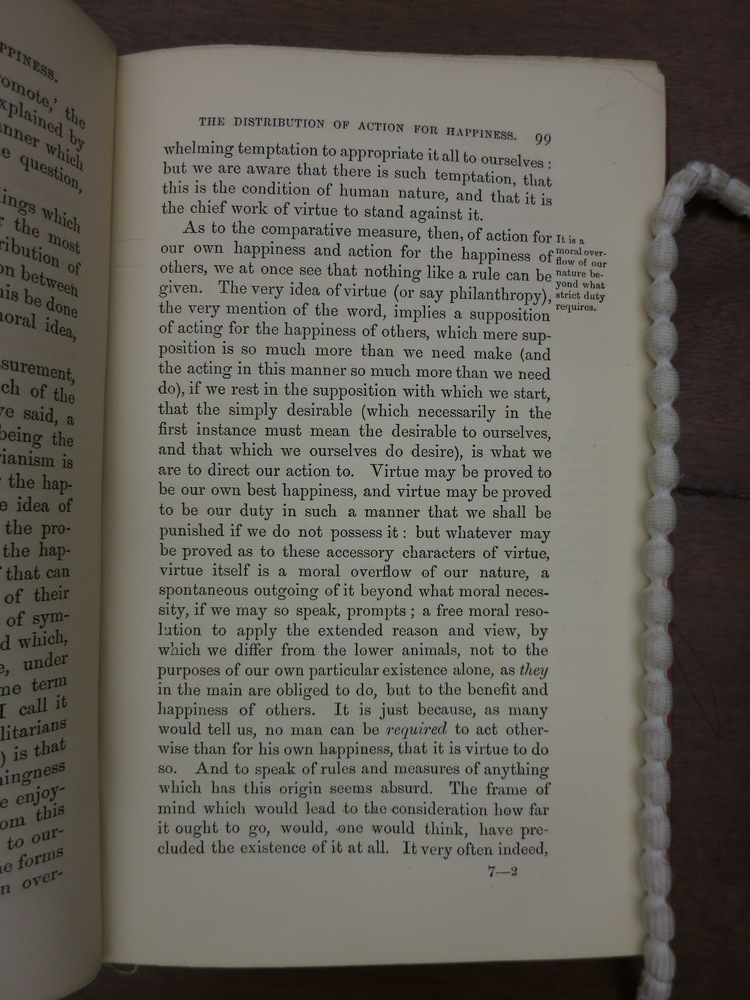 PPINESS.
omote,' the
xplained by
nner which
e question,
ings which
r the most
ribution of
on between
his be done
noral idea,
surement,
ch of the
ve said, a
being the
rianism is
the hap-
e idea of
the pro-
the hap-
that can
of their
of sym-
d which,
e, under
me term
I call it
litarians
) is that
ningness
e enjoy-
om this
to our-
e forms
n over-
THE DISTRIBUTION OF ACTION FOR HAPPINESS. 99
whelming temptation to appropriate it all to ourselves:
but we are aware that there is such temptation, that
this is the condition of human nature, and that it is
the chief work of virtue to stand against it.
As to the comparative measure, then, of action for
our own happiness and action for the happiness of
others, we at once see that nothing like a rule can be
given. The very idea of virtue (or say philanthropy),
the very mention of the word, implies a supposition
of acting for the happiness of others, which mere sup-
position is so much more than we need make (and
the acting in this manner so much more than we need
do), if we rest in the supposition with which we start,
that the simply desirable (which necessarily in the
first instance must mean the desirable to ourselves,
and that which we ourselves do desire), is what we
are to direct our action to. Virtue may be proved to
be our own best happiness, and virtue may be proved
to be our duty in such a manner that we shall be
punished if we do not possess it: but whatever may
be proved as to these accessory characters of virtue,
virtue itself is a moral overflow of our nature, a
spontaneous outgoing of it beyond what moral neces-
sity, if we may so speak, prompts; a free moral reso-
lution to apply the extended reason and view, by
which we differ from the lower animals, not to the
purposes of our own particular existence alone, as they
in the main are obliged to do, but to the benefit and
happiness of others. It is just because, as many
would tell us, no man can be required to act other-
wise than for his own happiness, that it is virtue to do
so. And to speak of rules and measures of anything
which has this origin seems absurd. The frame of
mind which would lead to the consideration how far
it ought to go, would, one would think, have pre-
cluded the existence of it at all. It very often indeed,
7—2
It is a
moral over-
flow of our
nature be-
yond what
strict duty
requires.